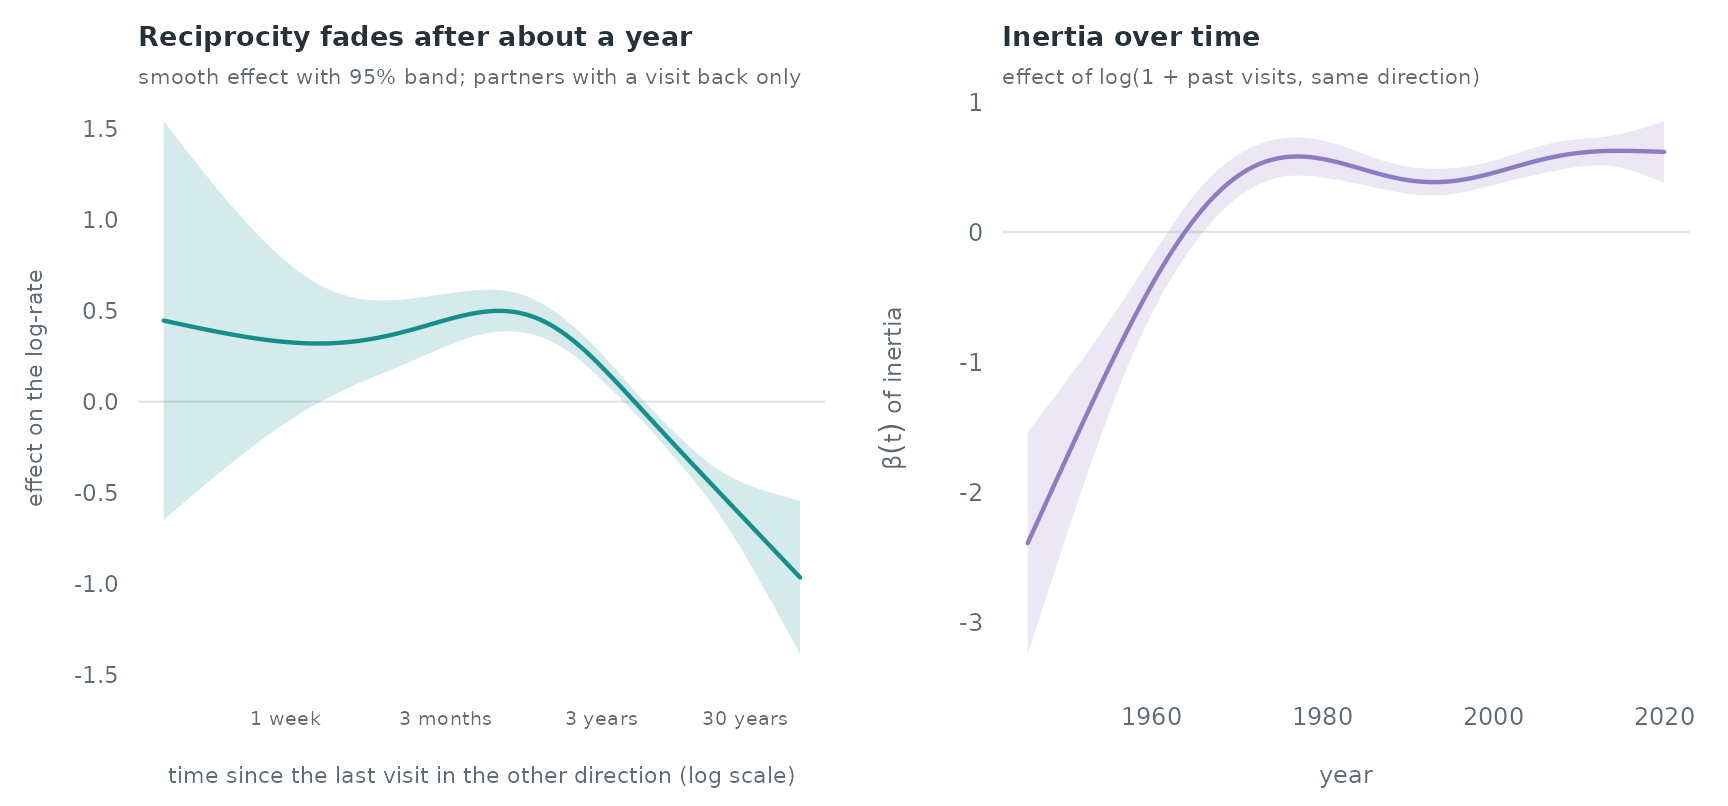 Reciprocity fades after about a year
smooth effect with 95% band; partners with a visit back only
effect on the log-rate
1.5
1.0
0.5
0.0
-0.5
-1.0
-1.5
1 week
3 months
3 years
30 years
time since the last visit in the other direction (log scale)
Inertia over time
effect of log(1 + past visits, same direction)
β(t) of inertia
1
0
-1
-2
-3
1960
1980
2000
2020
year